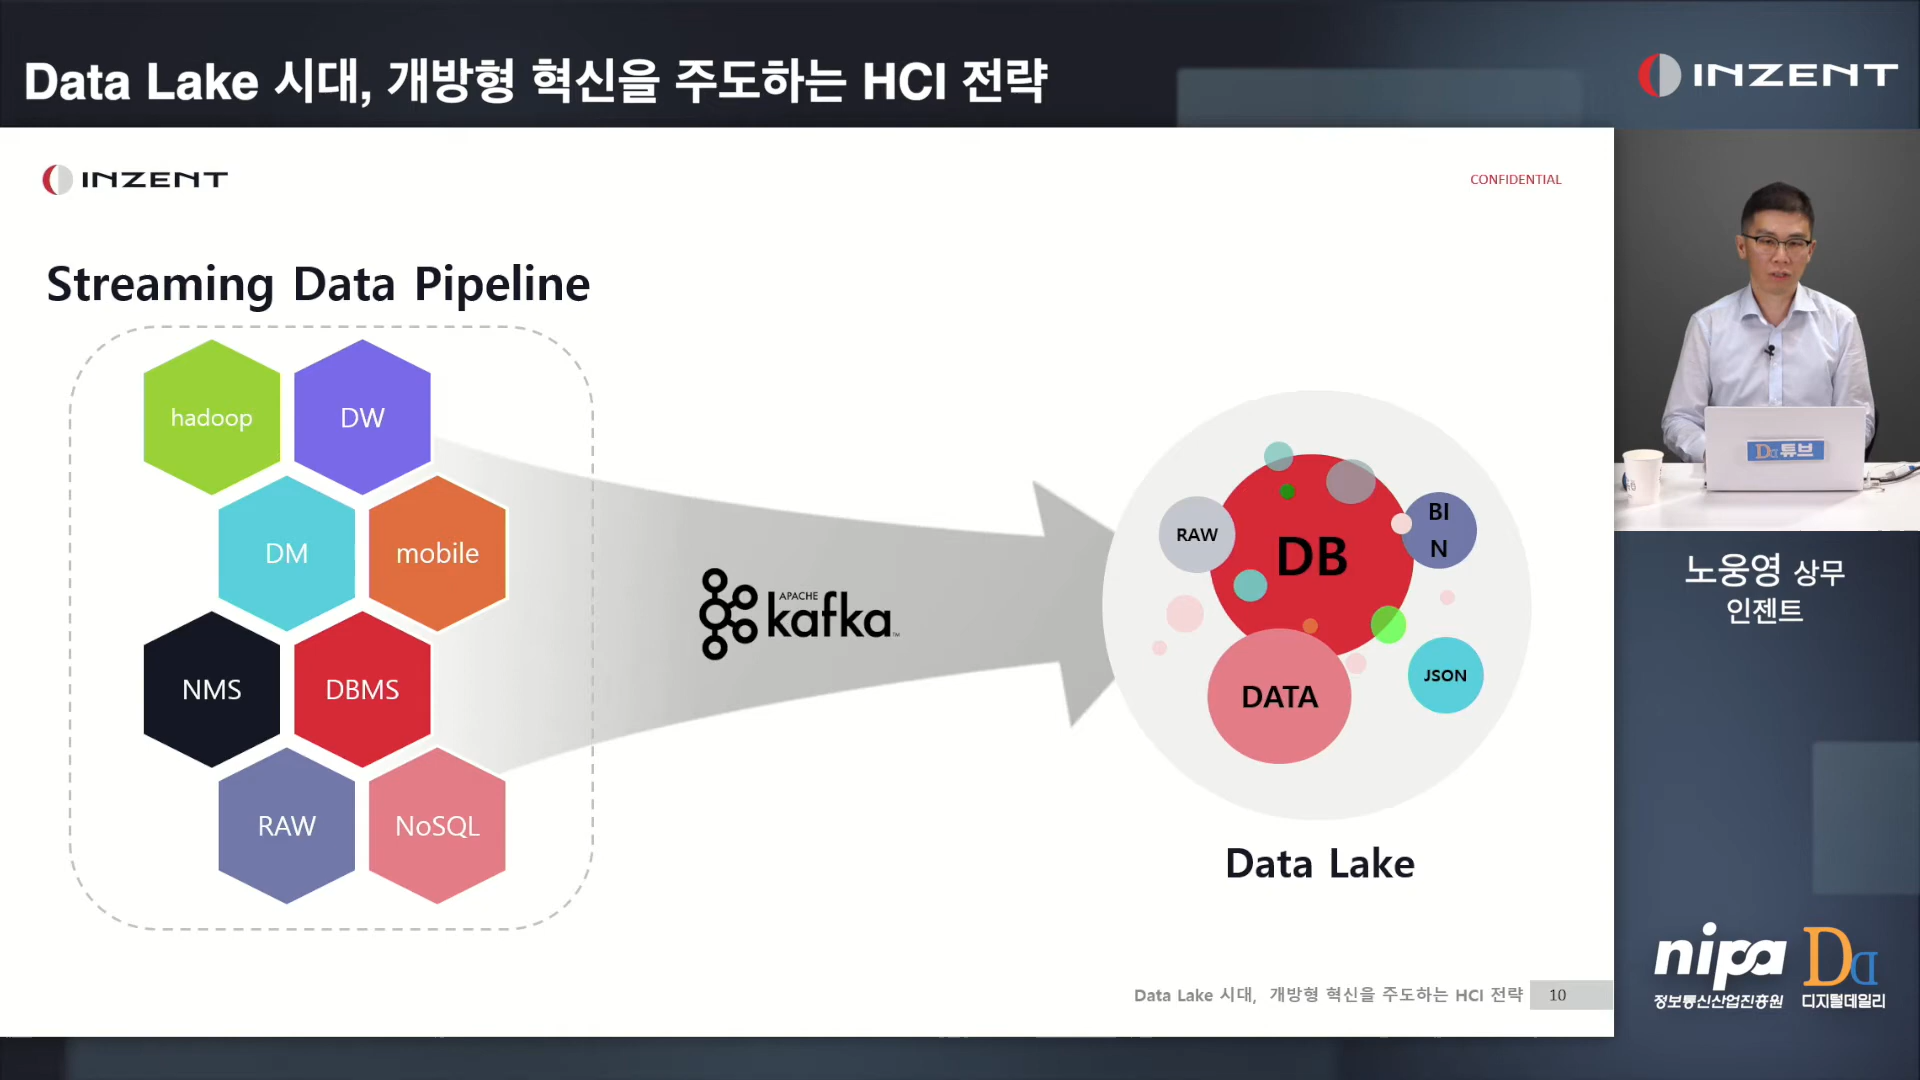 Data Lake 시대, 개방형 혁신을 주도하는 HCI 전략
INZENT
INZENT
CONFIDENTIAL
Streaming Data Pipeline
hadoop
DW
DM
mobile
NMS
DBMS
RAW
NoSQL
APACHE
kafka
TM
RAW
DB
BI
N
DATA
JSON
Data Lake
Data Lake 시대, 개방형 혁신을 주도하는 HCI 전략
10
Dd튜브
노웅영 상무
인젠트
nipa
정보통신산업진흥원
DD
디지털데일리